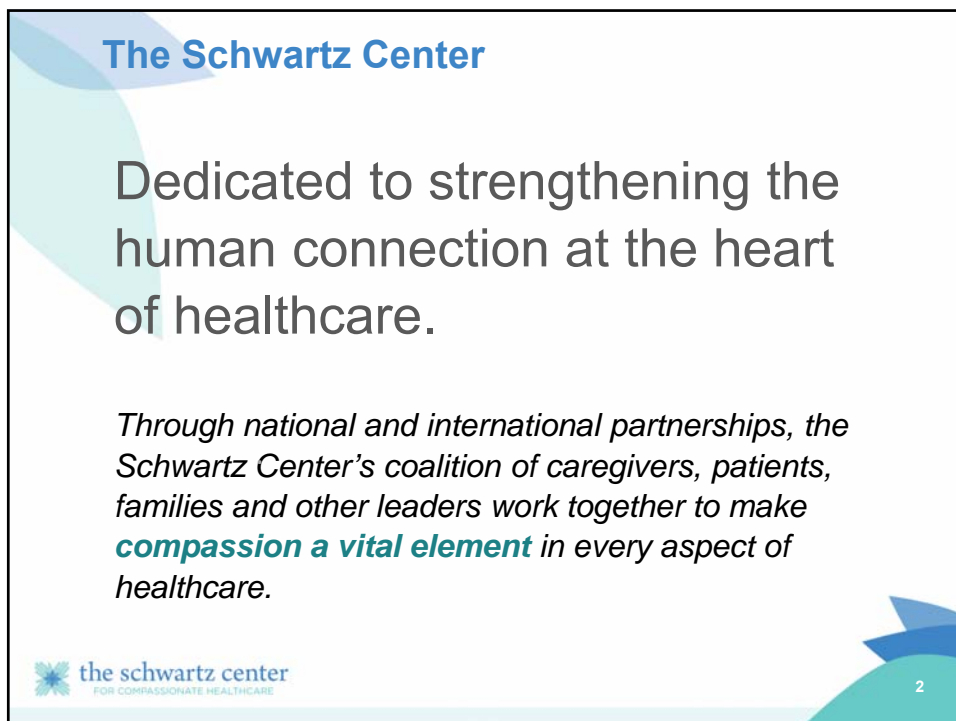 The Schwartz Center
Dedicated to strengthening the
human connection at the heart
of healthcare.
Through national and international partnerships, the
Schwartz Center’s coalition of caregivers, patients,
families and other leaders work together to make
compassion a vital element in every aspect of
healthcare.
the schwartz center
FOR COMPASSIONATE HEALTHCARE
2